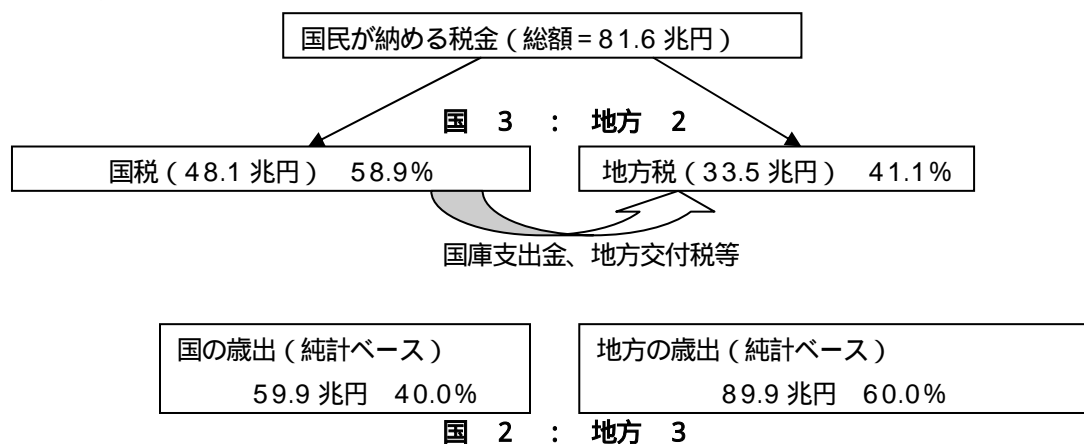 国民が納める税金（総額＝81.6 兆円）
国 3 : 地方 2
国税（48.1 兆円） 58.9%
地方税（33.5 兆円） 41.1%
国庫支出金、地方交付税等
国の歳出（純計ベース）
59.9 兆円 40.0%
地方の歳出（純計ベース）
89.9 兆円 60.0%
国 2 : 地方 3